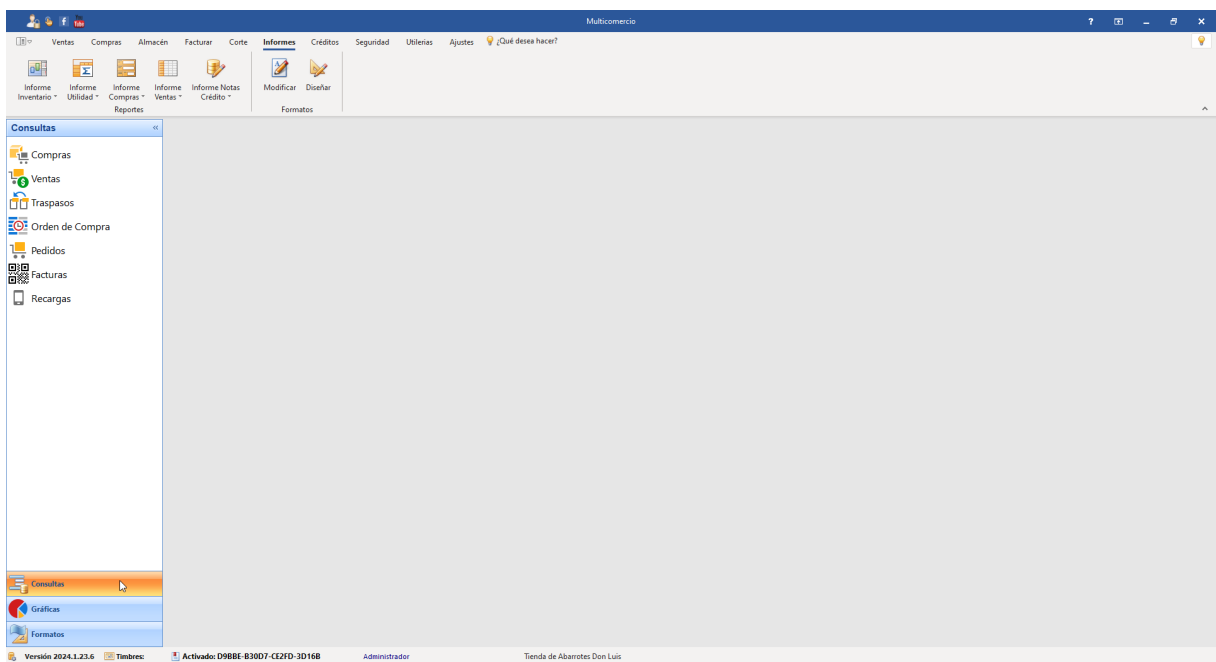 You Tube
Multicomercio
Ventas Compras Almacén Facturar Corte Informes Créditos Seguridad Utilerias Ajustes ¿Qué desea hacer?
Informe Inventario
Informe Utilidad
Informe Compras
Informe Ventas
Informe Notas Crédito
Modificar
Diseñar
Reportes
Formatos
Consultas
Compras
Ventas
Traspasos
Orden de Compra
Pedidos
Facturas
Recargas
Consultas
Gráficas
Formatos
Versión 2024.1.23.6 Timbres: Activado: D9BBE-B30D7-CE2FD-3D16B Administrador Tienda de Abarrotes Don Luis